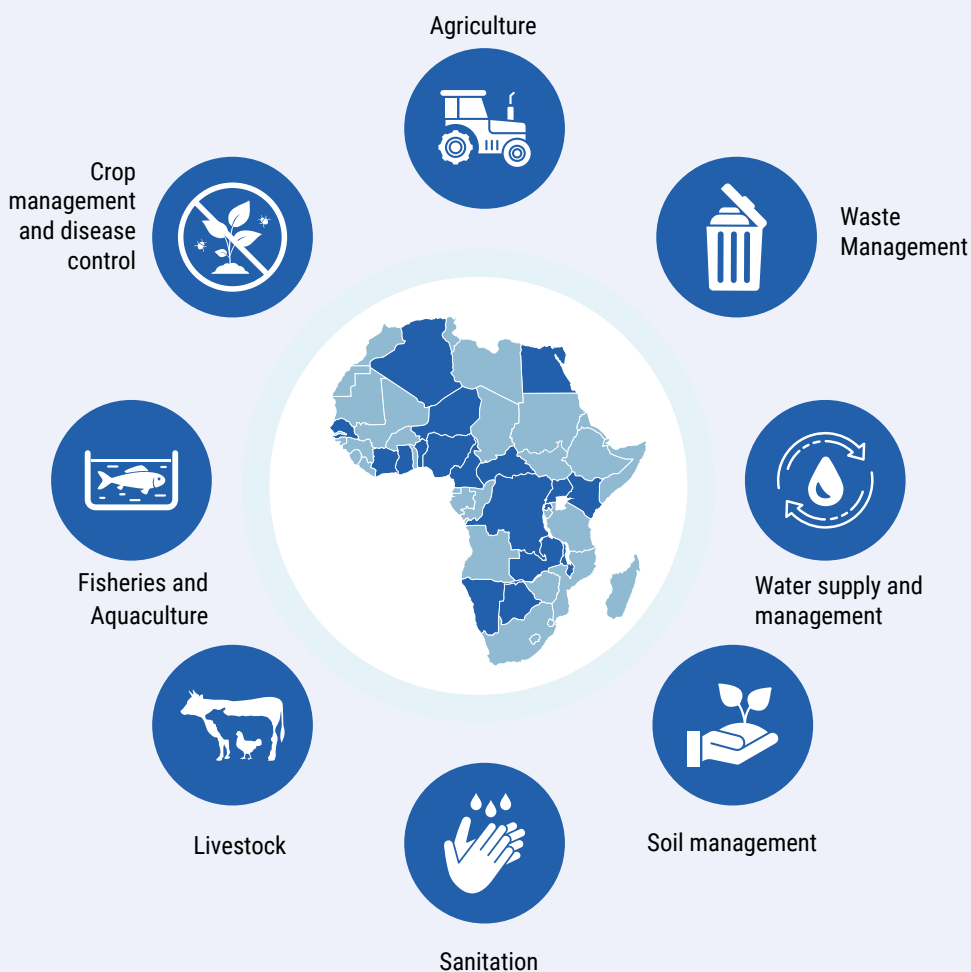 Agriculture
Crop
management
and disease
control
Waste
Management
Fisheries and
Aquaculture
Water supply and
management
Livestock
Soil management
Sanitation